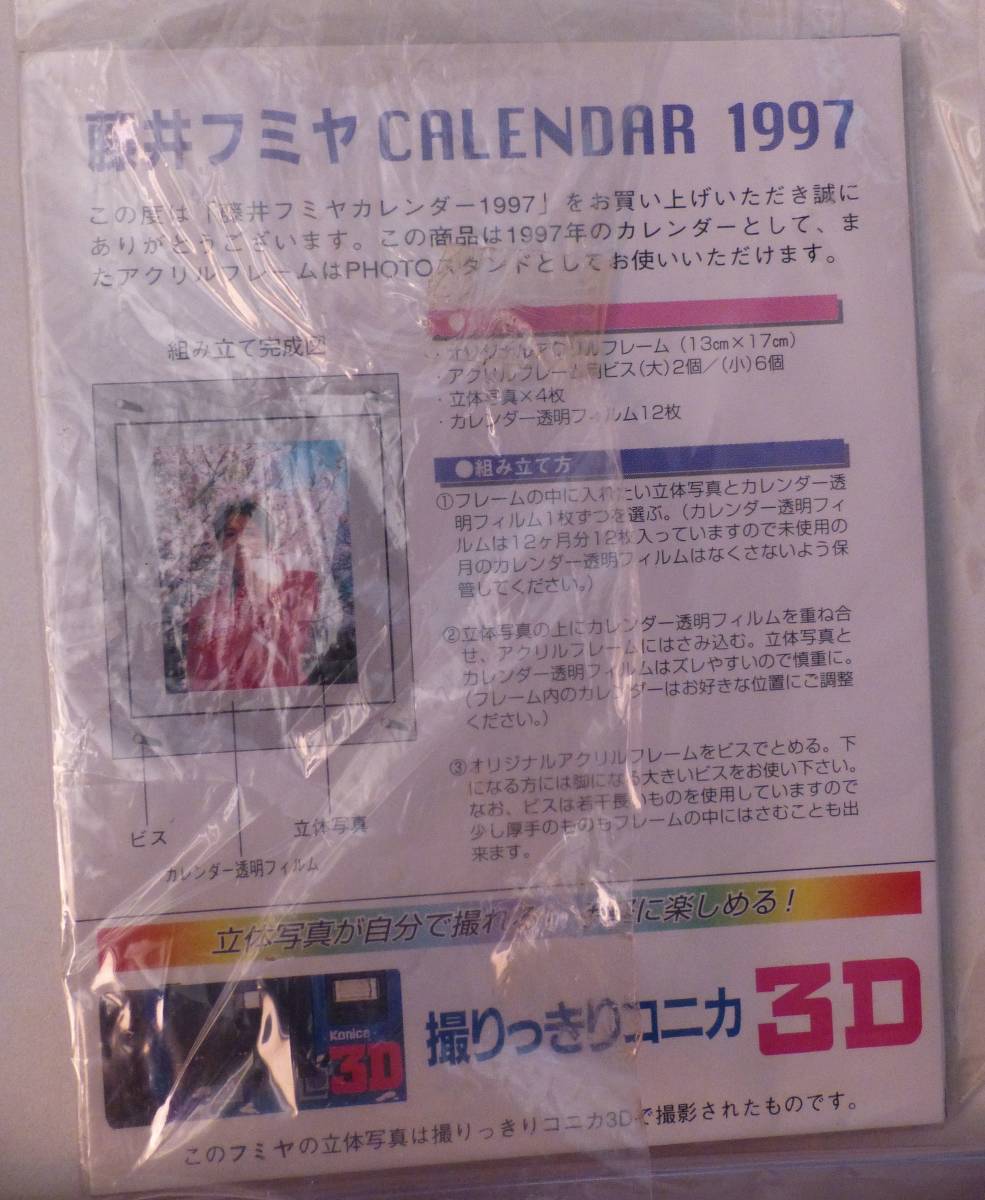 藤井フミヤ CALENDAR 1997
この度は「藤井フミヤカレンダー1997」をお買い上げいただき誠に
ありがとうございます。この商品は1997年のカレンダーとして、ま
たアクリルフレームはPHOTOスタンドとしてお使いいただけます。
組み立て完成図
ビス
立体写真
カレンダー透明フィルム
・オリジナルアクリルフレーム（13cm×17cm）
・アクリルフレーム用ビス（大）2個／（小）6個
・立体写真×4枚
・カレンダー透明フィルム12枚
●組み立て方
①フレームの中に入れたい立体写真とカレンダー透
明フィルム1枚ずつを選ぶ。（カレンダー透明フィ
ルムは12ヶ月分12枚入っていますので未使用の
月のカレンダー透明フィルムはなくさないよう保
管してください。）
②立体写真の上にカレンダー透明フィルムを重ね合
せ、アクリルフレームにはさみ込む。立体写真と
カレンダー透明フィルムはズレやすいので慎重に。
（フレーム内のカレンダーはお好きな位置にご調整
ください。）
③オリジナルアクリルフレームをビスでとめる。下
になる方には脚になる大きいビスをお使い下さい。
なお、ビスは若干長いものを使用していますので
少し厚手のものもフレームの中にはさむことも出
来ます。
立体写真が自分で撮れる に楽しめる！
Konica
3D
撮りっきりコニカ 3D
このフミヤの立体写真は撮りっきりコニカ3Dで撮影されたものです。